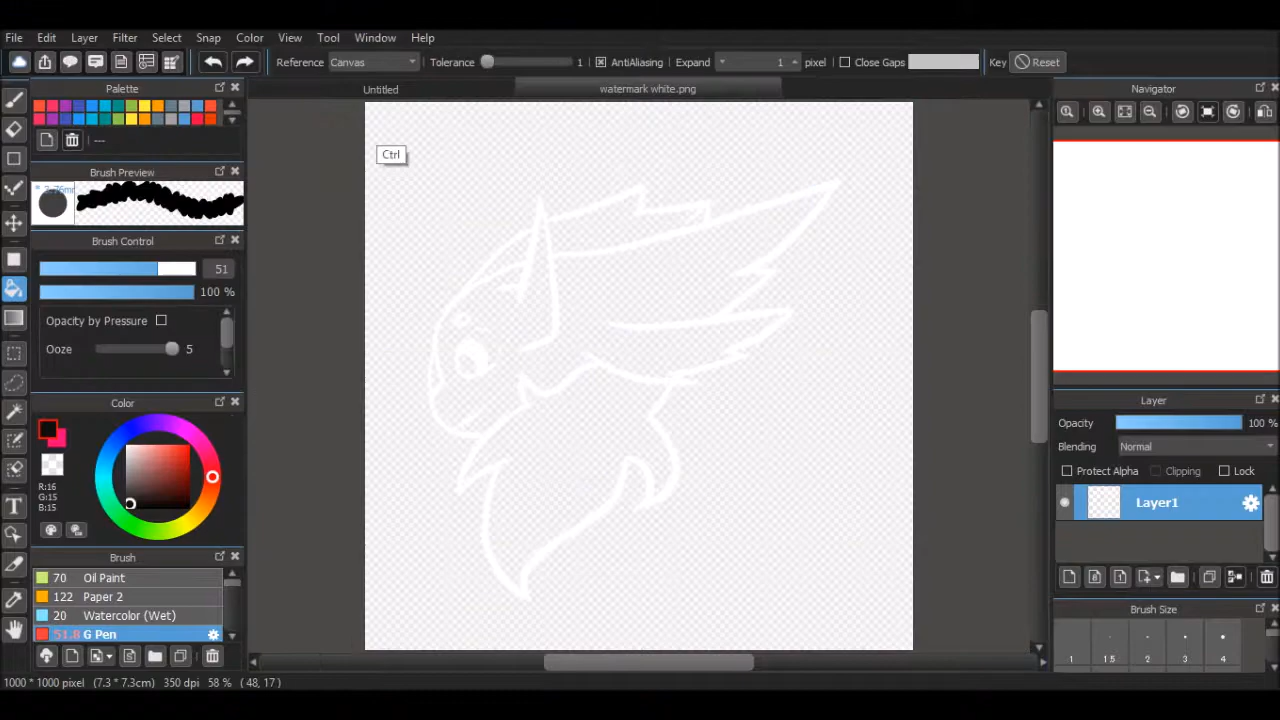 File Edit Layer Filter Select Snap Color View Tool Window Help
Reference Canvas Tolerance 1 AntiAliasing Expand 1 pixel Close Gaps Key Reset
Palette
Untitled
watermark white.png
Navigator
---
Ctrl
Brush Preview
Brush Control
51
100 %
Opacity by Pressure
Ooze 5
Color
R:16
G:15
B:15
Layer
Opacity 100 %
Blending Normal
Protect Alpha Clipping Lock
Layer1
Brush
70 Oil Paint
122 Paper 2
20 Watercolor (Wet)
51.8 G Pen
Brush Size
1 1.5 2 3 4
1000 * 1000 pixel (7.3 * 7.3cm) 350 dpi 58 % ( 48, 17 )